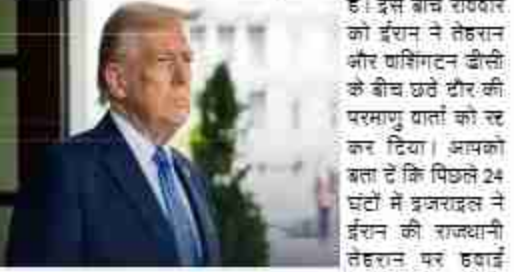 है। इस बीच रविवार
को ईरान ने तेहरान
और वाशिंगटन डीसी
के बीच छठे दौर की
परमाणु वार्ता को रद्द
कर दिया। आपको
बता दें कि पिछले 24
घंटों में इजराइल ने
ईरान की राजधानी
तेहरान पर हवाई